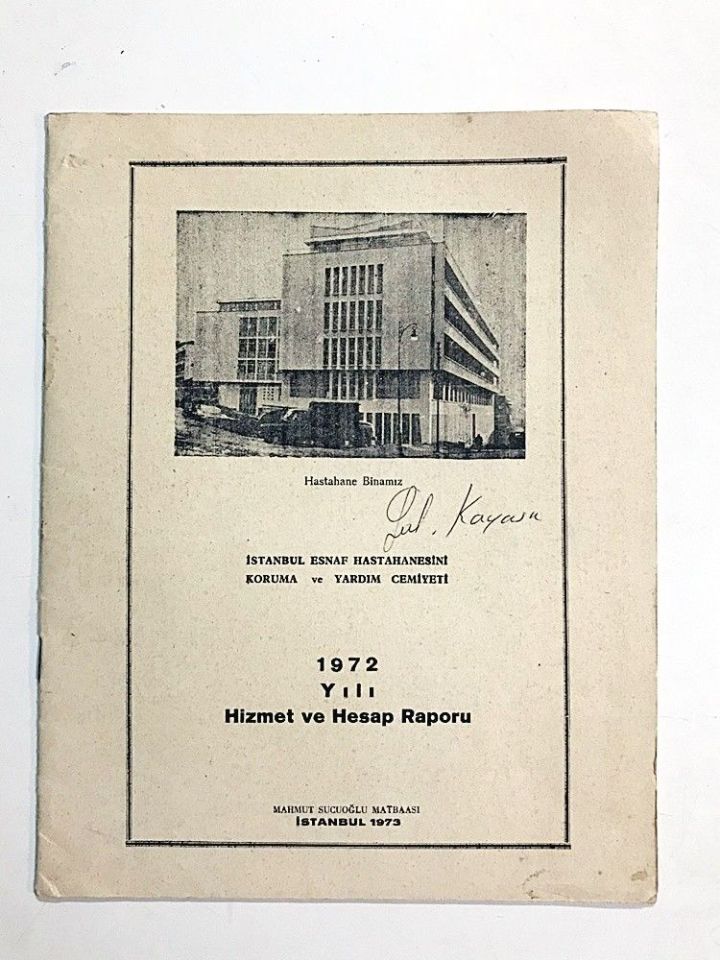 Hastahane Binamız
İSTANBUL ESNAF HASTAHANESİNİ
KORUMA ve YARDIM CEMİYETİ
1972
Yılı
Hizmet ve Hesap Raporu
MAHMUT SUCUOĞLU MATBAASI
İSTANBUL 1973